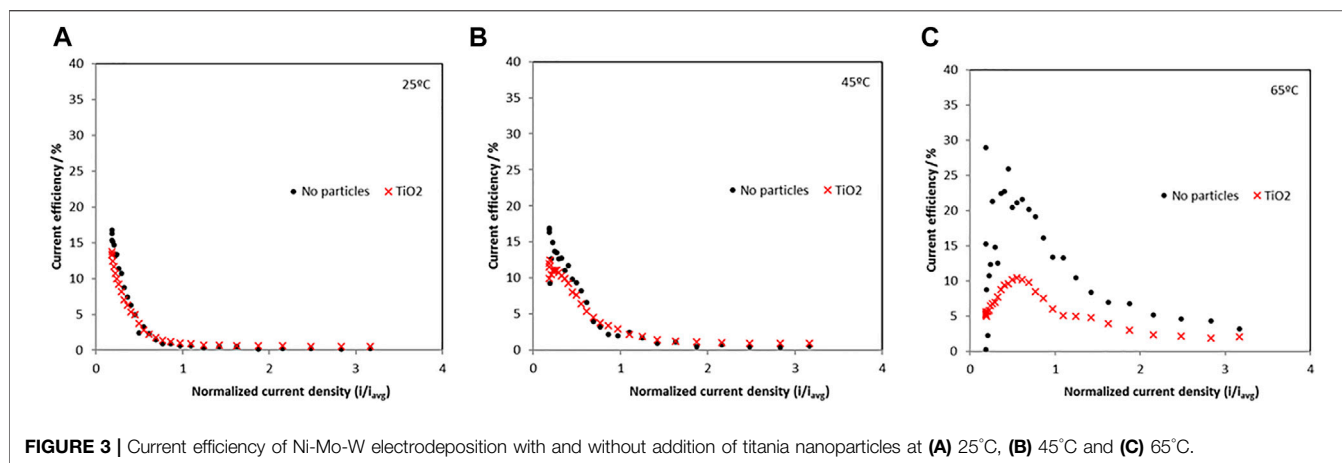 A
40
35
30
25
20
15
10
5
0
Current efficiency / %
25ºC
No particles
TiO2
0 1 2 3 4
Normalized current density (i/iavg)
B
40
35
30
25
20
15
10
5
0
Current efficiency / %
45ºC
No particles
TiO2
0 1 2 3 4
Normalized current density (i/iavg)
C
40
35
30
25
20
15
10
5
0
Current efficiency / %
65ºC
No particles
TiO2
0 1 2 3 4
Normalized current density (i/iavg)
FIGURE 3 | Current efficiency of Ni-Mo-W electrodeposition with and without addition of titania nanoparticles at (A) 25°C, (B) 45°C and (C) 65°C.